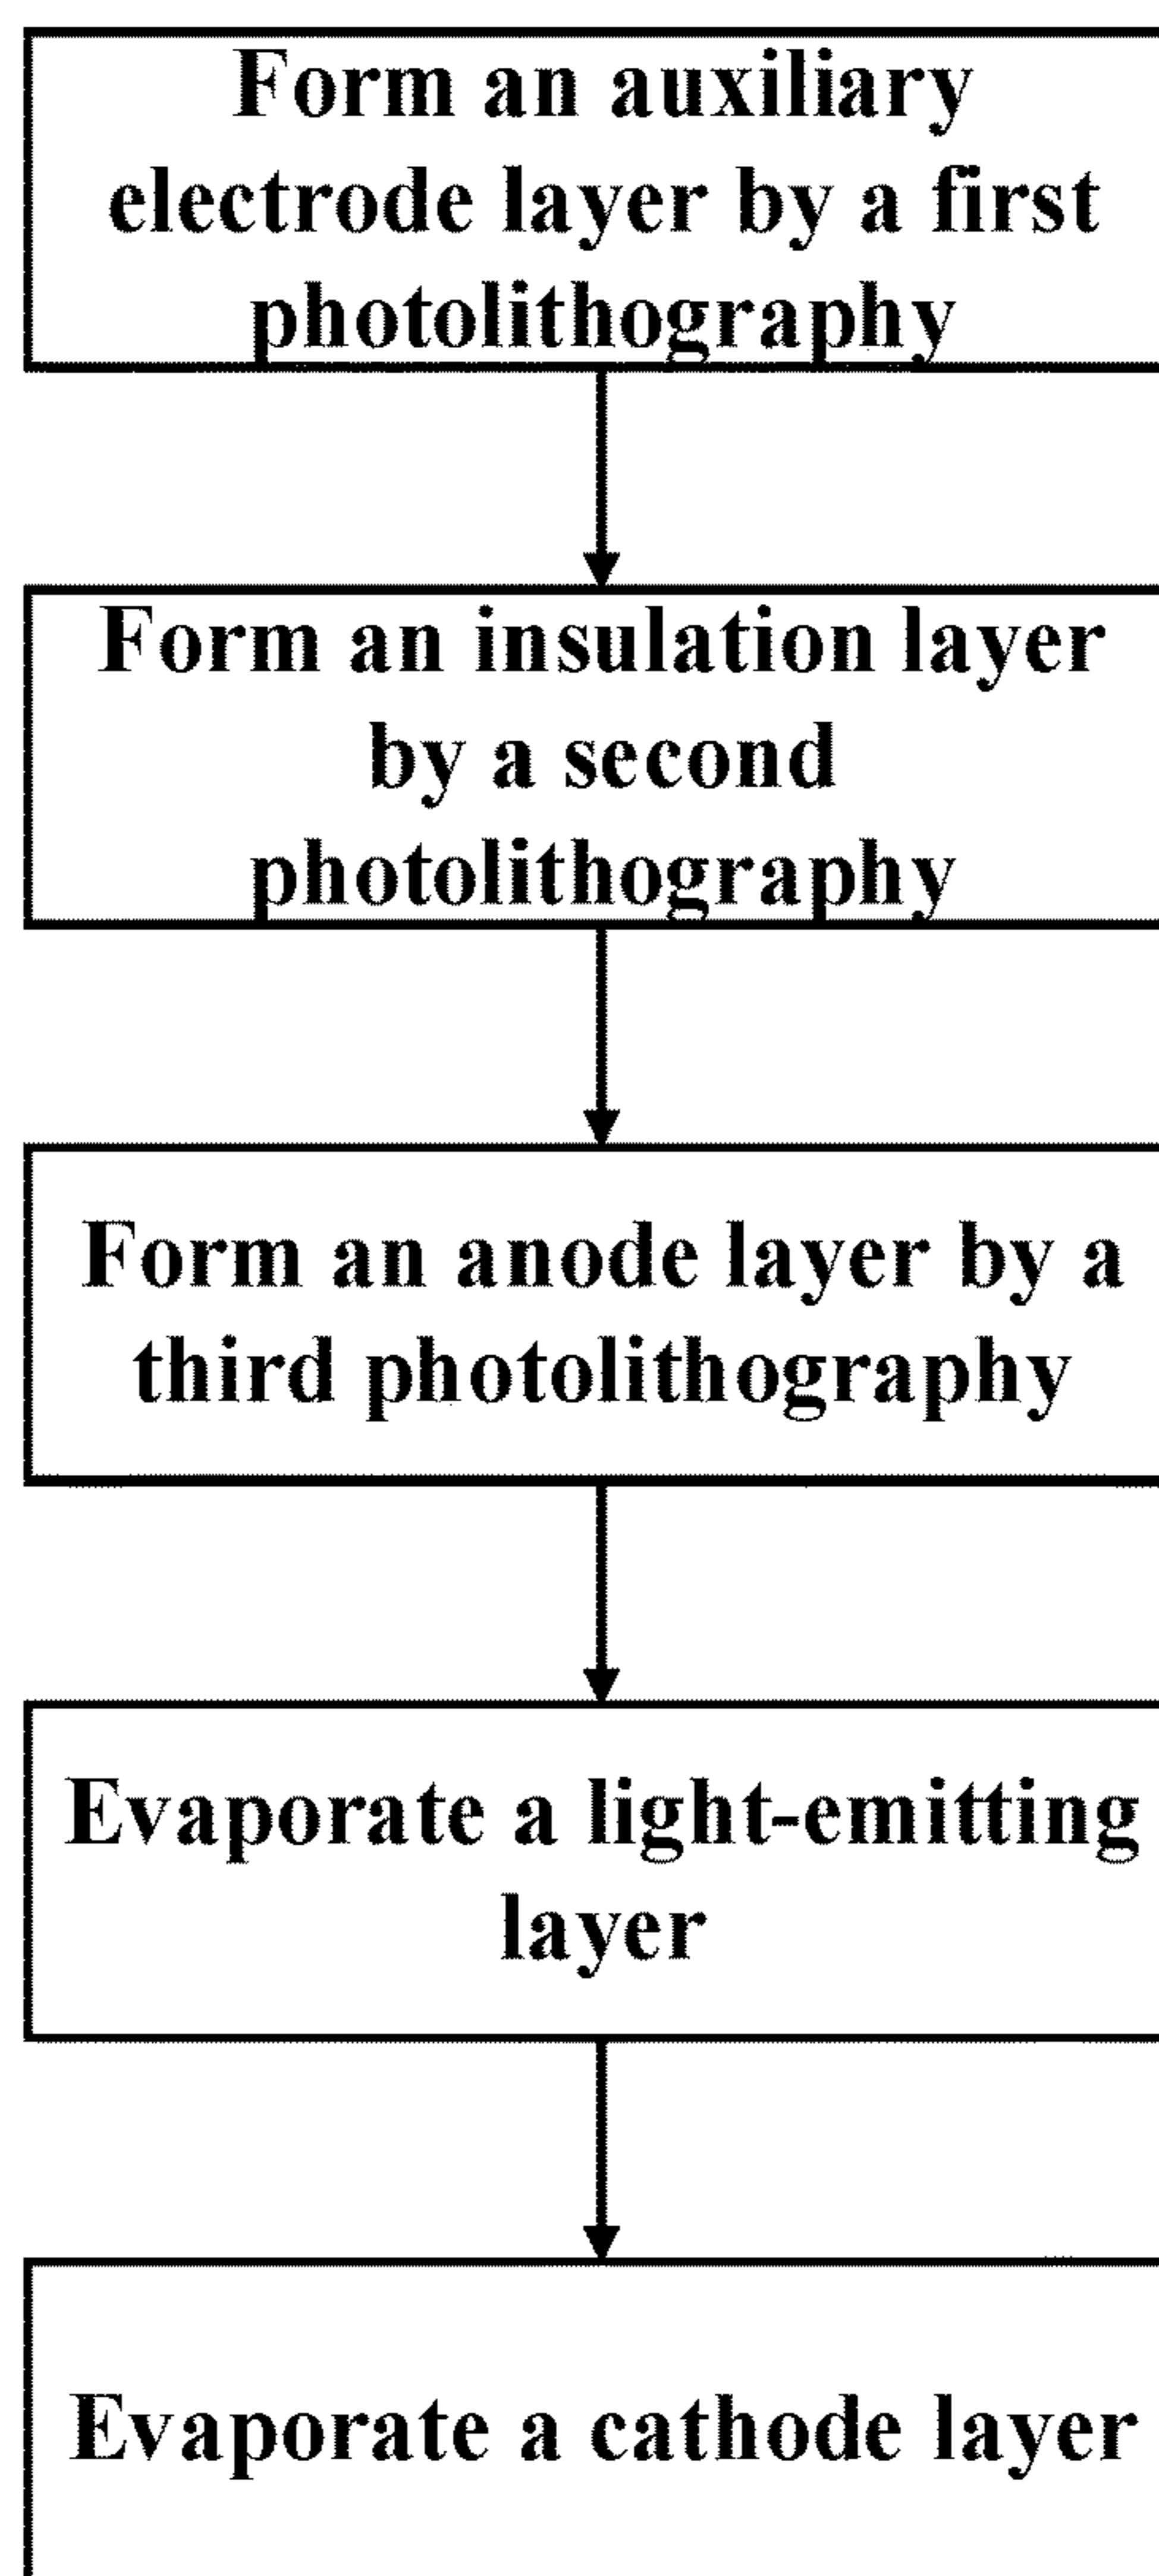 Form an auxiliary
electrode layer by a first
photolithography
Form an insulation layer
by a second
photolithography
Form an anode layer by a
third photolithography
Evaporate a light-emitting
layer
Evaporate a cathode layer